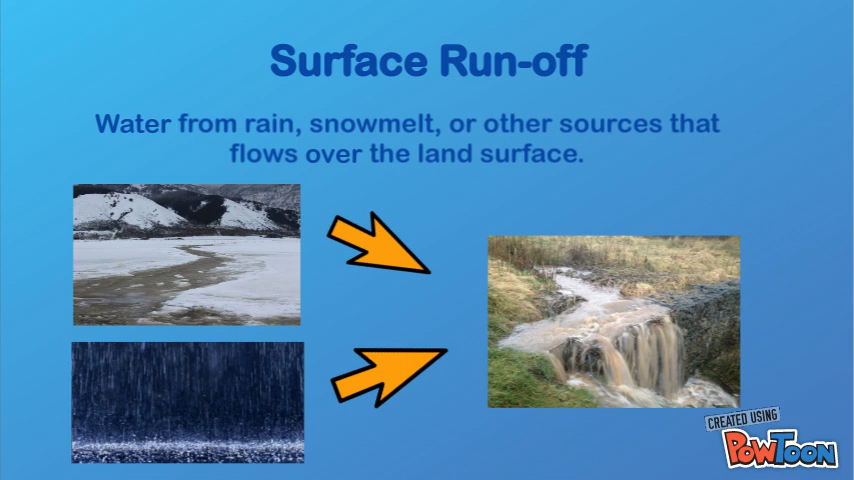 Surface Run-off
Water from rain, snowmelt, or other sources that
flows over the land surface.
CREATED USING
POWTOON